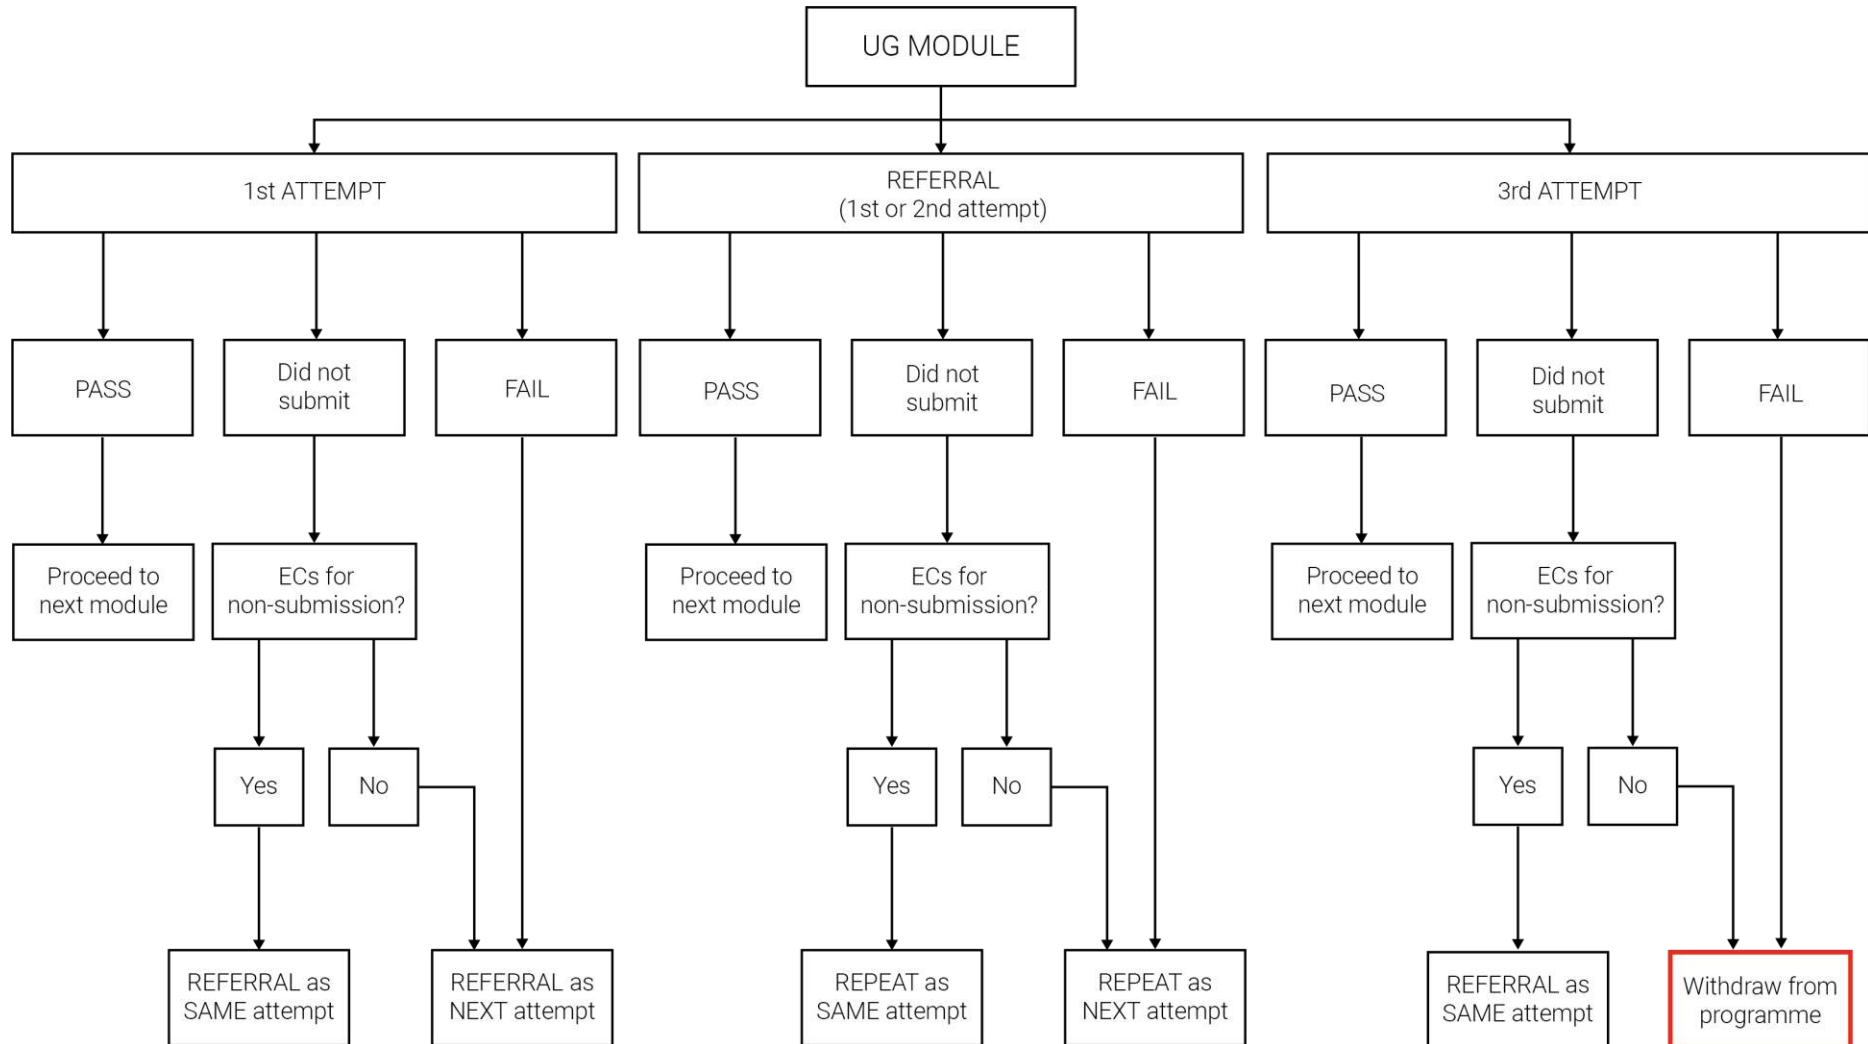 UG MODULE
1st ATTEMPT
REFERRAL
(1st or 2nd attempt)
3rd ATTEMPT
PASS
Did not
submit
FAIL
PASS
Did not
submit
FAIL
PASS
Did not
submit
FAIL
Proceed to
next module
ECs for
non-submission?
Proceed to
next module
ECs for
non-submission?
Proceed to
next module
ECs for
non-submission?
Yes
No
Yes
No
Yes
No
REFERRAL as
SAME attempt
REFERRAL as
NEXT attempt
REPEAT as
SAME attempt
REPEAT as
NEXT attempt
REFERRAL as
SAME attempt
Withdraw from
programme